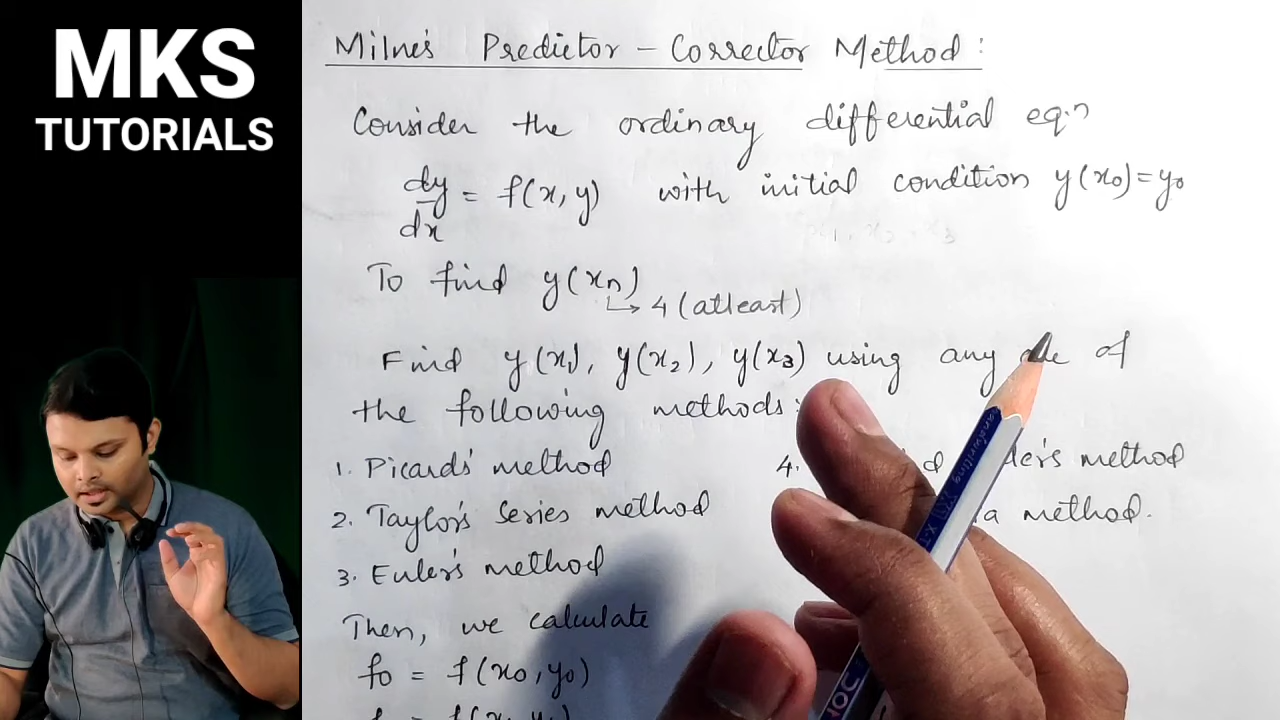 MKS
TUTORIALS
Milne's Predictor - Corrector Method :
Consider the ordinary differential eqn
dy/dx = f(x, y) with initial condition y(x₀)=y₀
To find y(xₙ)
↳ 4 (atleast)
Find y(x₁), y(x₂), y(x₃) using any of
the following methods:
1. Picard's method
4. method
2. Taylor's Series method
method.
3. Euler's method
Then, we calculate
f₀ = f(x₀, y₀)